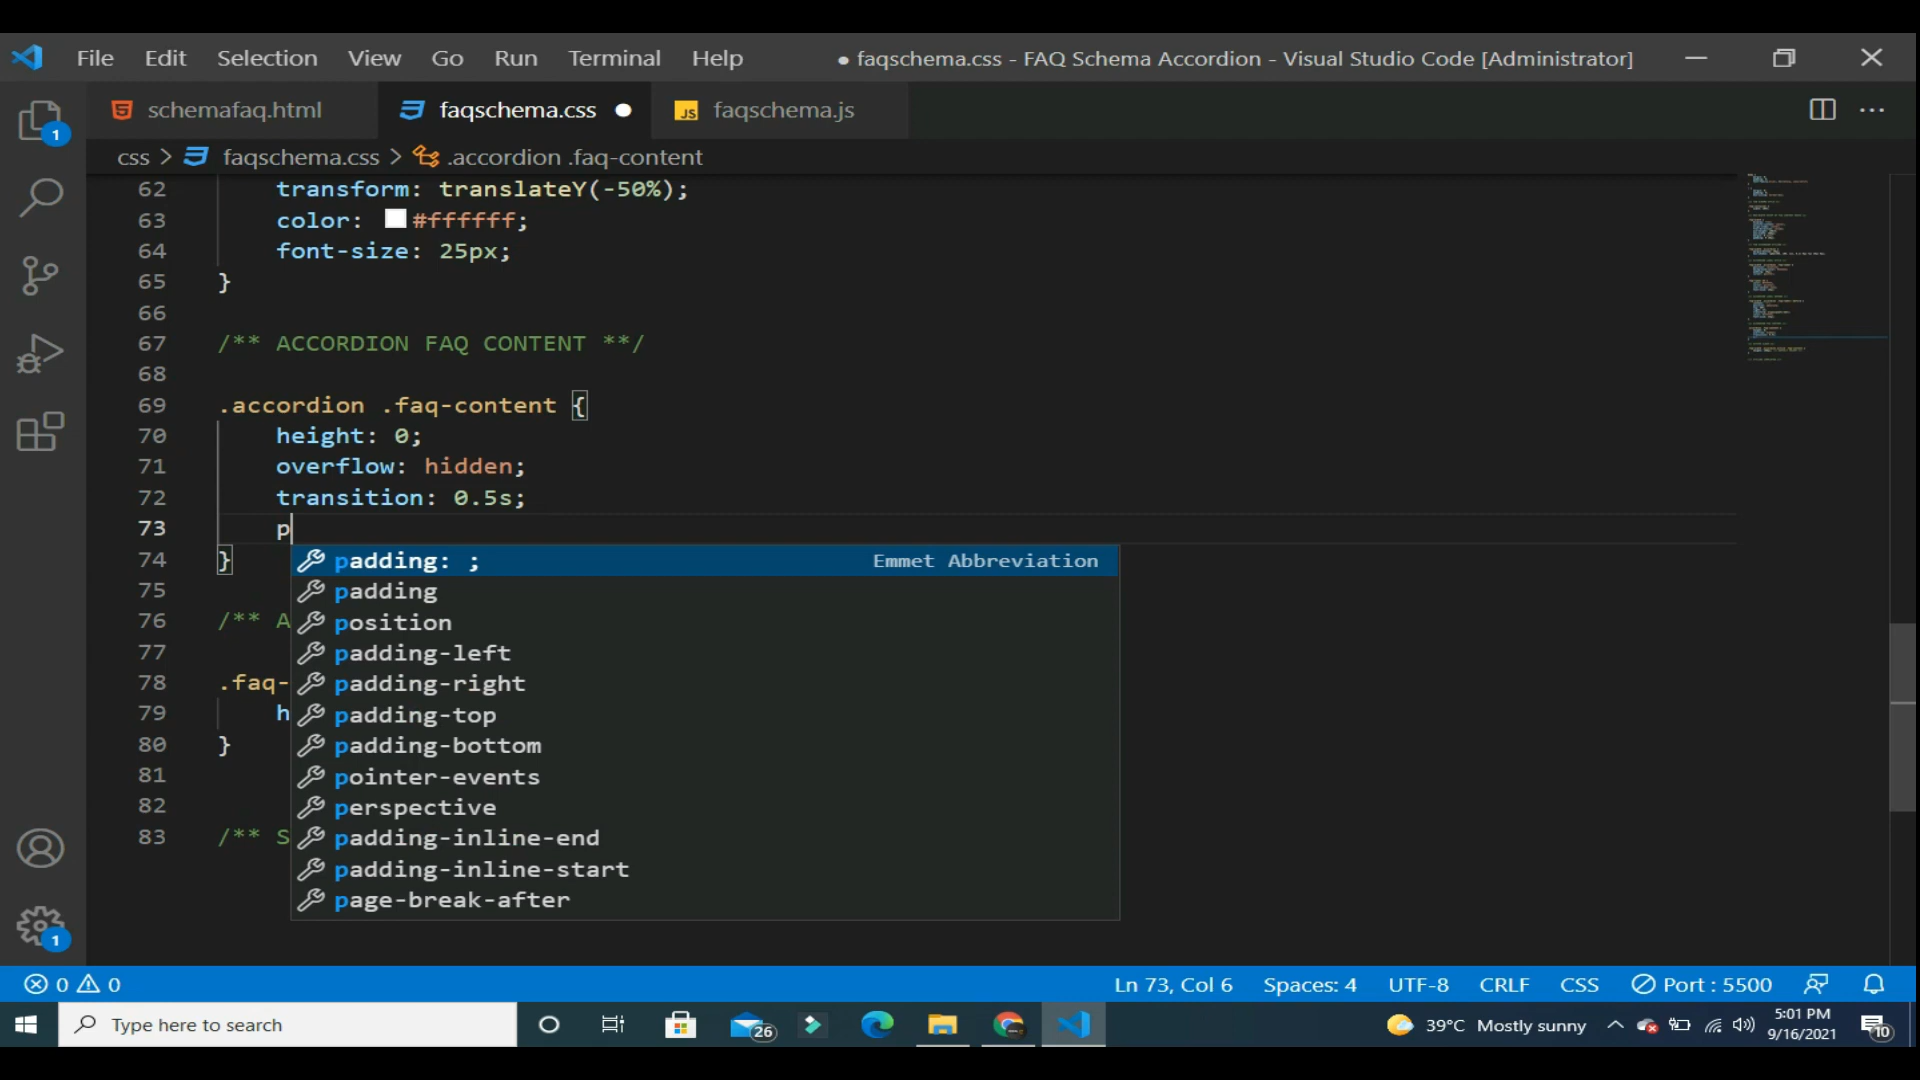 File Edit Selection View Go Run Terminal Help ● faqschema.css - FAQ Schema Accordion - Visual Studio Code [Administrator]
schemafaq.html faqschema.css ● JS faqschema.js ...
1
css > faqschema.css > .accordion .faq-content
62 transform: translateY(-50%);
63 color: #ffffff;
64 font-size: 25px;
65 }
66
67 /** ACCORDION FAQ CONTENT **/
68
69 .accordion .faq-content {
70 height: 0;
71 overflow: hidden;
72 transition: 0.5s;
73 p
74 } padding: ; Emmet Abbreviation
75 padding
76 /** A position
77 padding-left
78 .faq- padding-right
79 h padding-top
80 } padding-bottom
81 pointer-events
82 perspective
83 /** S padding-inline-end
padding-inline-start
page-break-after
1
0 0 Ln 73, Col 6 Spaces: 4 UTF-8 CRLF CSS Port : 5500
Type here to search 26 39°C Mostly sunny 5:01 PM
9/16/2021 10